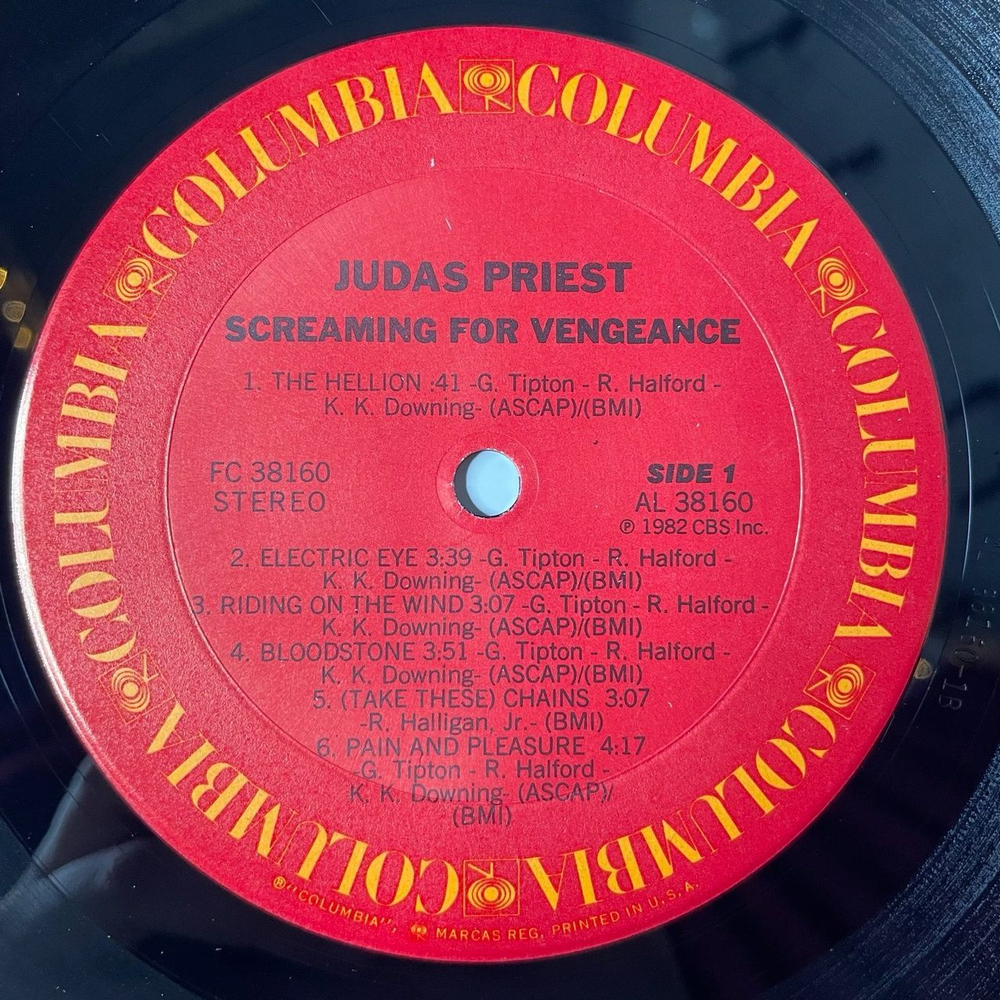 COLUMBIA COLUMBIA COLUMBIA COLUMBIA COLUMBIA COLUMBIA COLUMBIA COLUMBIA
JUDAS PRIEST
SCREAMING FOR VENGEANCE
1. THE HELLION :41 -G. Tipton - R. Halford -
K. K. Downing- (ASCAP)/(BMI)
FC 38160
STEREO
SIDE 1
AL 38160
℗ 1982 CBS Inc.
2. ELECTRIC EYE 3:39 -G. Tipton - R. Halford -
K. K. Downing- (ASCAP)/(BMI)
3. RIDING ON THE WIND 3:07 -G. Tipton - R. Halford -
K. K. Downing- (ASCAP)/(BMI)
4. BLOODSTONE 3:51 -G. Tipton - R. Halford -
K. K. Downing- (ASCAP)/(BMI)
5. (TAKE THESE) CHAINS 3:07
-R. Halligan, Jr.- (BMI)
6. PAIN AND PLEASURE 4:17
-G. Tipton - R. Halford -
K. K. Downing- (ASCAP)/
(BMI)
®"COLUMBIA", MARCAS REG. PRINTED IN U.S.A.